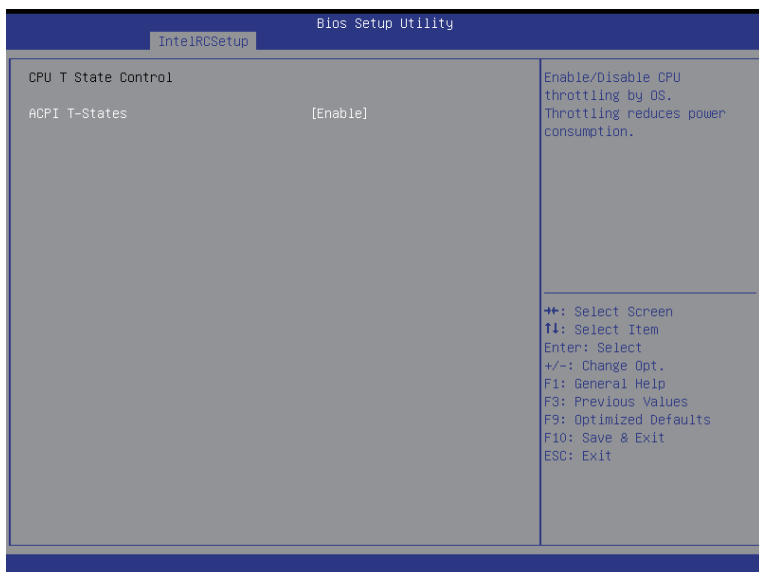 Bios Setup Utility
IntelRCSetup
CPU T State Control
ACPI T-States [Enable]
Enable/Disable CPU
throttling by OS.
Throttling reduces power
consumption.
→←: Select Screen
↑↓: Select Item
Enter: Select
+/-: Change Opt.
F1: General Help
F3: Previous Values
F9: Optimized Defaults
F10: Save & Exit
ESC: Exit